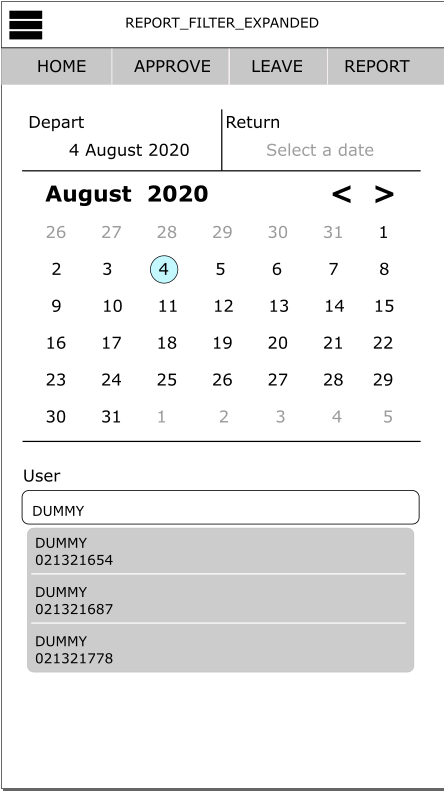 REPORT_FILTER_EXPANDED
HOME APPROVE LEAVE REPORT
Depart Return
4 August 2020 Select a date
August 2020 < >
26 27 28 29 30 31 1
2 3 4 5 6 7 8
9 10 11 12 13 14 15
16 17 18 19 20 21 22
23 24 25 26 27 28 29
30 31 1 2 3 4 5
User
DUMMY
DUMMY
021321654
DUMMY
021321687
DUMMY
021321778